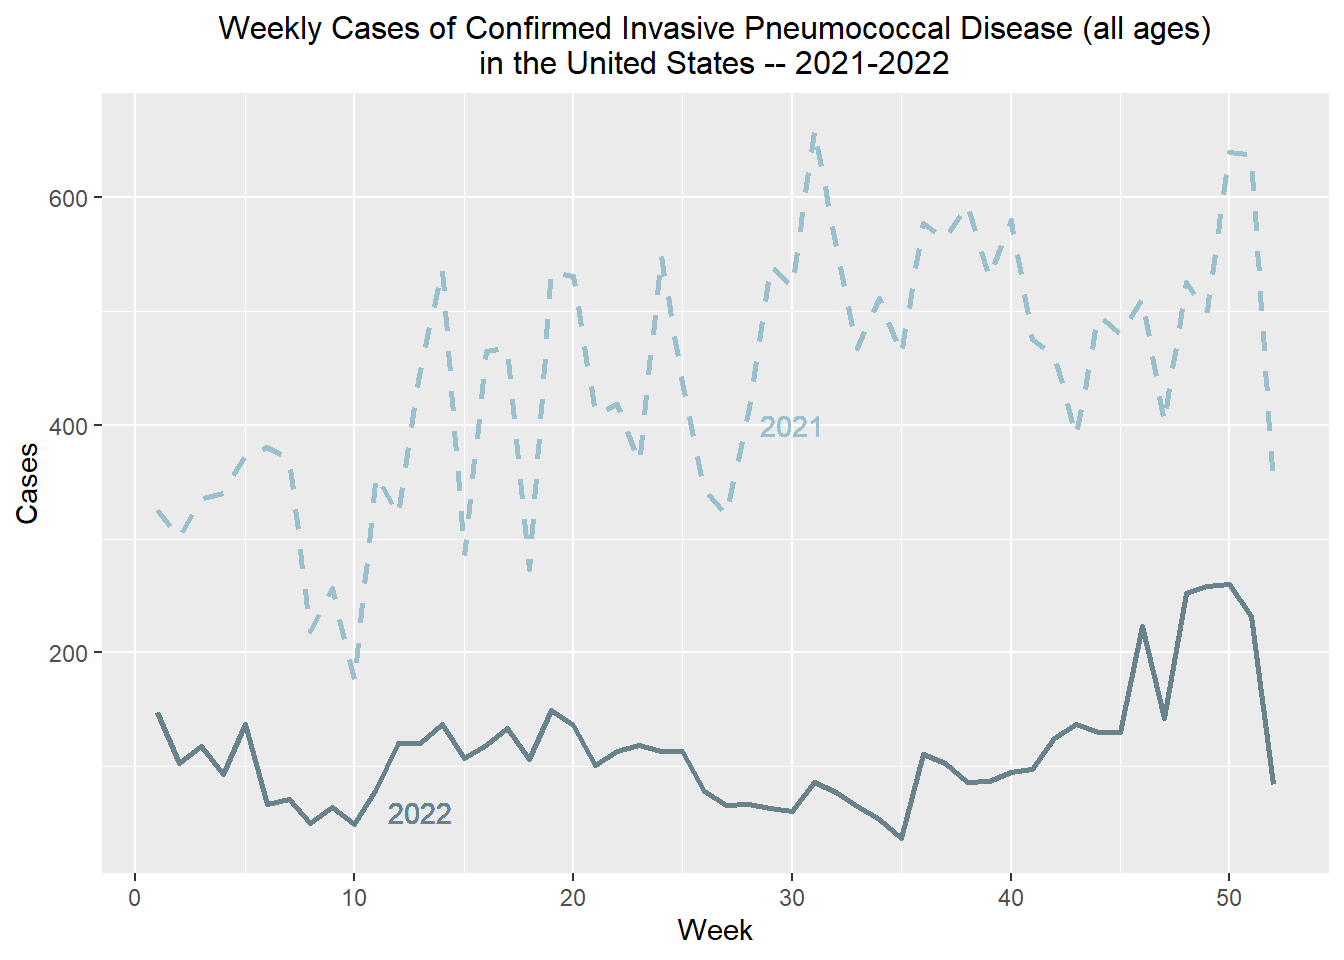 Weekly Cases of Confirmed Invasive Pneumococcal Disease (all ages)
in the United States -- 2021-2022
600
400
200
Cases
2021
2022
0 10 20 30 40 50
Week